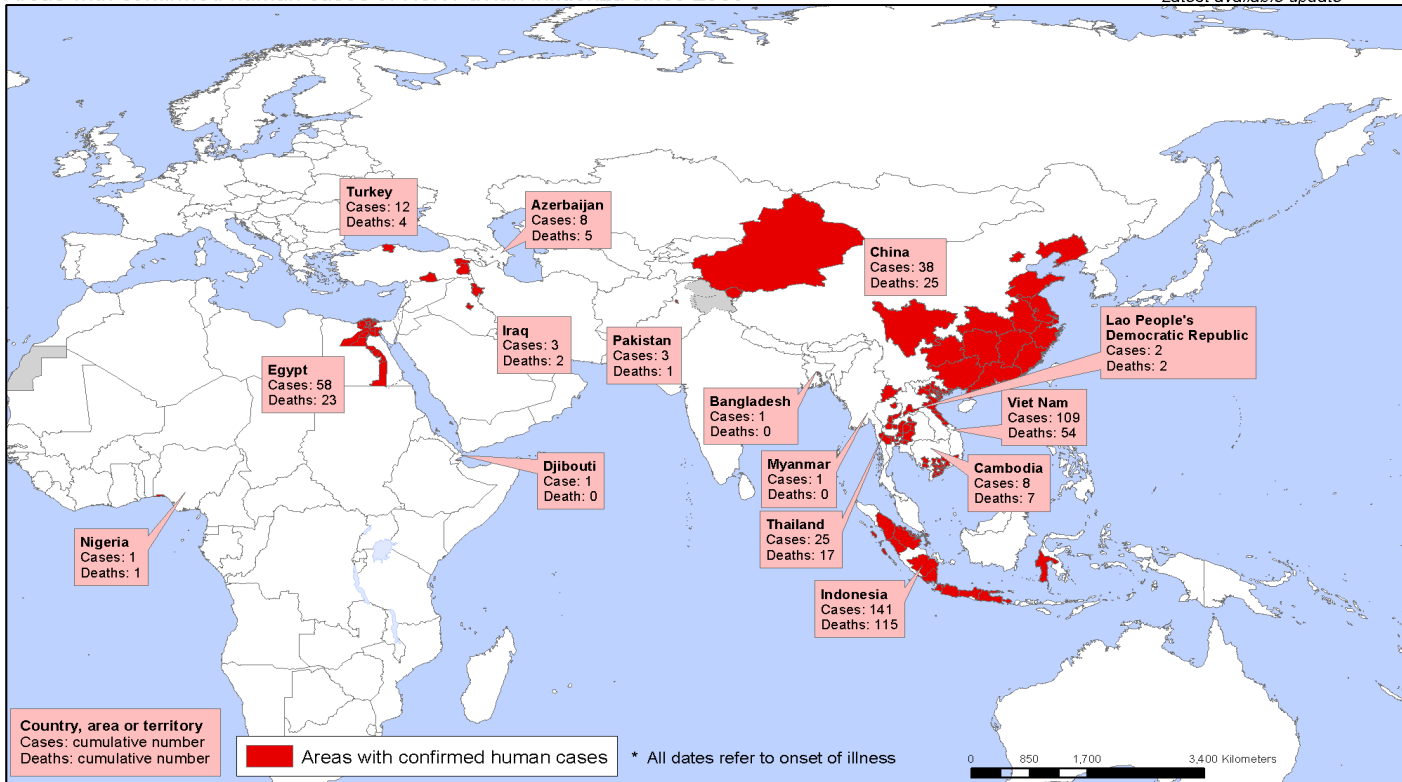 Latest available update
Turkey
Cases: 12
Deaths: 4
Azerbaijan
Cases: 8
Deaths: 5
China
Cases: 38
Deaths: 25
Iraq
Cases: 3
Deaths: 2
Pakistan
Cases: 3
Deaths: 1
Lao People's
Democratic Republic
Cases: 2
Deaths: 2
Egypt
Cases: 58
Deaths: 23
Bangladesh
Cases: 1
Deaths: 0
Viet Nam
Cases: 109
Deaths: 54
Djibouti
Case: 1
Death: 0
Myanmar
Cases: 1
Deaths: 0
Cambodia
Cases: 8
Deaths: 7
Nigeria
Cases: 1
Deaths: 1
Thailand
Cases: 25
Deaths: 17
Indonesia
Cases: 141
Deaths: 115
Country, area or territory
Cases: cumulative number
Deaths: cumulative number
Areas with confirmed human cases
* All dates refer to onset of illness
0 850 1,700 3,400 Kilometers